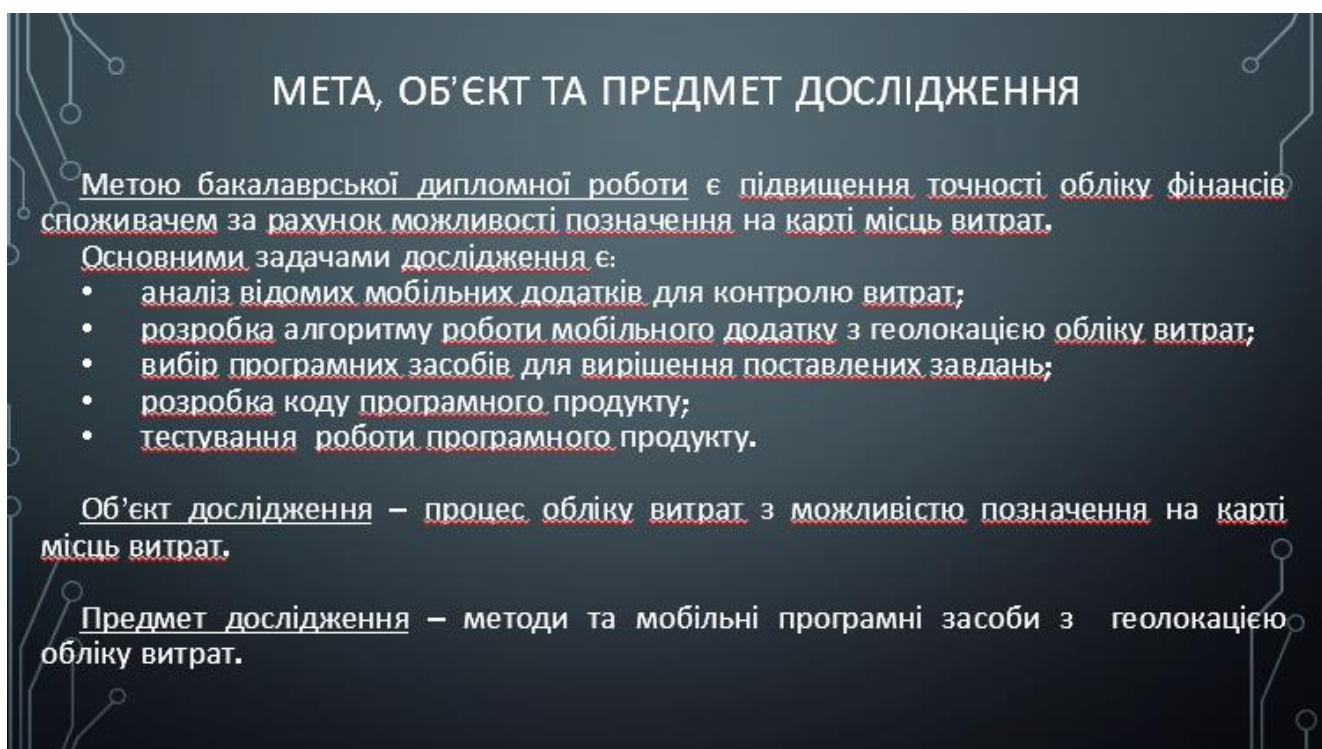 МЕТА, ОБ’ЄКТ ТА ПРЕДМЕТ ДОСЛІДЖЕННЯ
Метою бакалаврської дипломної роботи є підвищення точності обліку фінансів
споживачем за рахунок можливості позначення на карті місць витрат.
Основними задачами дослідження є:
• аналіз відомих мобільних додатків для контролю витрат;
• розробка алгоритму роботи мобільного додатку з геолокацією обліку витрат;
• вибір програмних засобів для вирішення поставлених завдань;
• розробка коду програмного продукту;
• тестування роботи програмного продукту.
Об’єкт дослідження – процес обліку витрат з можливістю позначення на карті
місць витрат.
Предмет дослідження – методи та мобільні програмні засоби з геолокацією
обліку витрат.